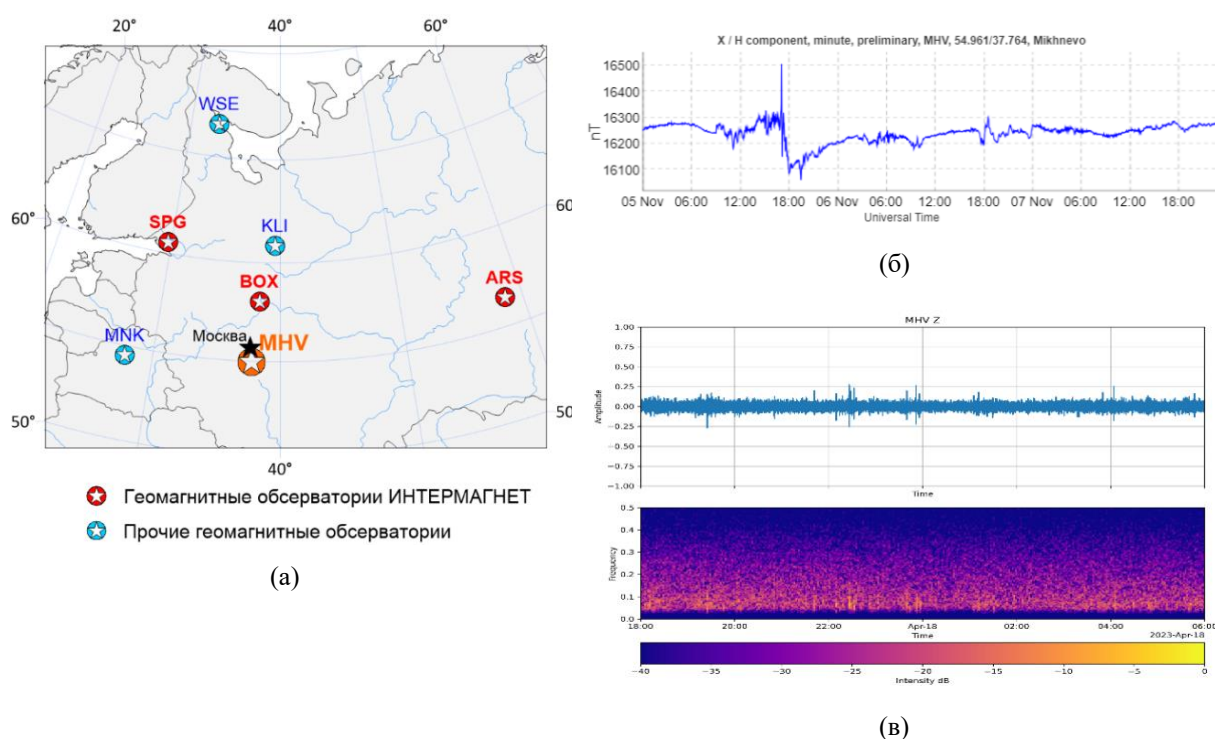 20°
40°
60°
WSE
60°
60
SPG
KLI
BOX
ARS
Москва
MHV
MNK
50°
50
40°
Геомагнитные обсерватории ИНТЕРМАГНЕТ
Прочие геомагнитные обсерватории
(а)
X / H component, minute, preliminary, MHV, 54.961/37.764, Mikhnevo
16500
16400
16300
16200
16100
nT
05 Nov 06:00 12:00 18:00 06 Nov 06:00 12:00 18:00 07 Nov 06:00 12:00 18:00
Universal Time
(б)
MHV Z
1.00
0.75
0.50
0.25
0.00
−0.25
−0.50
−0.75
−1.00
Amplitude
Time
0.5
0.4
0.3
0.2
0.1
0.0
Frequency
18:00 20:00 22:00 Apr-18 02:00 04:00 06:00
Time
2023-Apr-18
−40 −35 −30 −25 −20 −15 −10 −5 0
Intensity dB
(в)